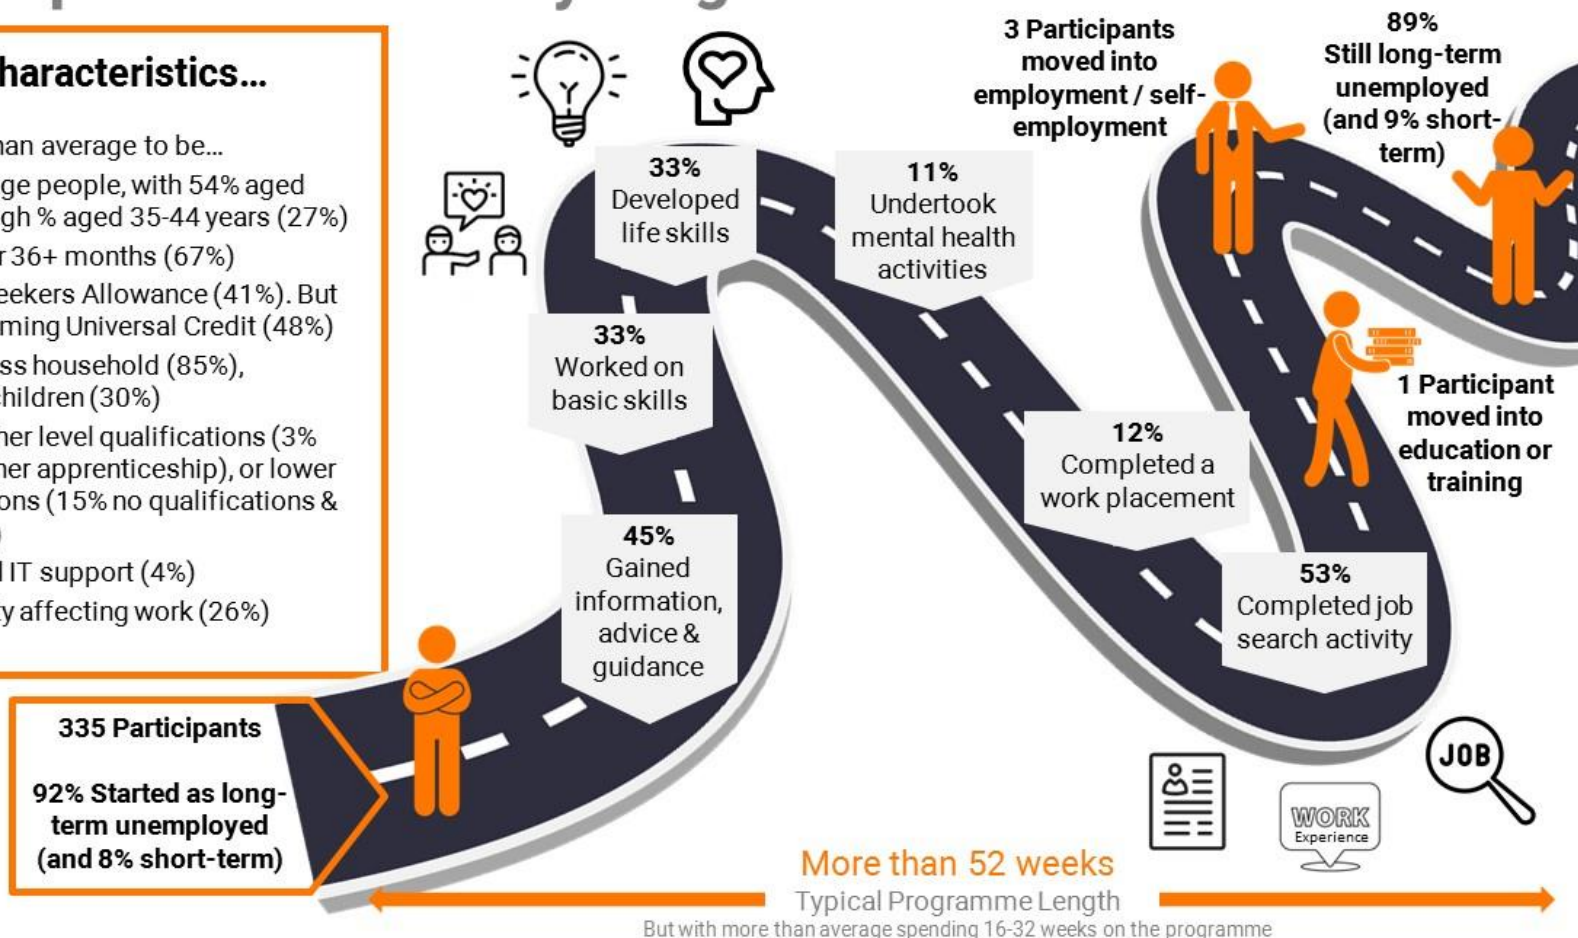 haracteristics...
han average to be...
ge people, with 54% aged
gh % aged 35-44 years (27%)
r 36+ months (67%)
eekers Allowance (41%). But
ming Universal Credit (48%)
ss household (85%),
children (30%)
her level qualifications (3%
her apprenticeship), or lower
ons (15% no qualifications &
)
IT support (4%)
ty affecting work (26%)
335 Participants
92% Started as long-
term unemployed
(and 8% short-term)
45%
Gained
information,
advice &
guidance
33%
Worked on
basic skills
33%
Developed
life skills
11%
Undertook
mental health
activities
12%
Completed a
work placement
53%
Completed job
search activity
3 Participants
moved into
employment / self-
employment
1 Participant
moved into
education or
training
89%
Still long-term
unemployed
(and 9% short-
term)
JOB
WORK
Experience
More than 52 weeks
Typical Programme Length
But with more than average spending 16-32 weeks on the programme